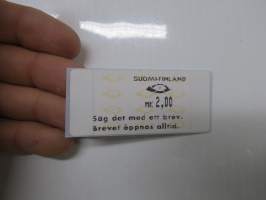 SUOMI-FINLAND
MK 2,00
Säg det med ett brev.
Brevet öppnas alltid.